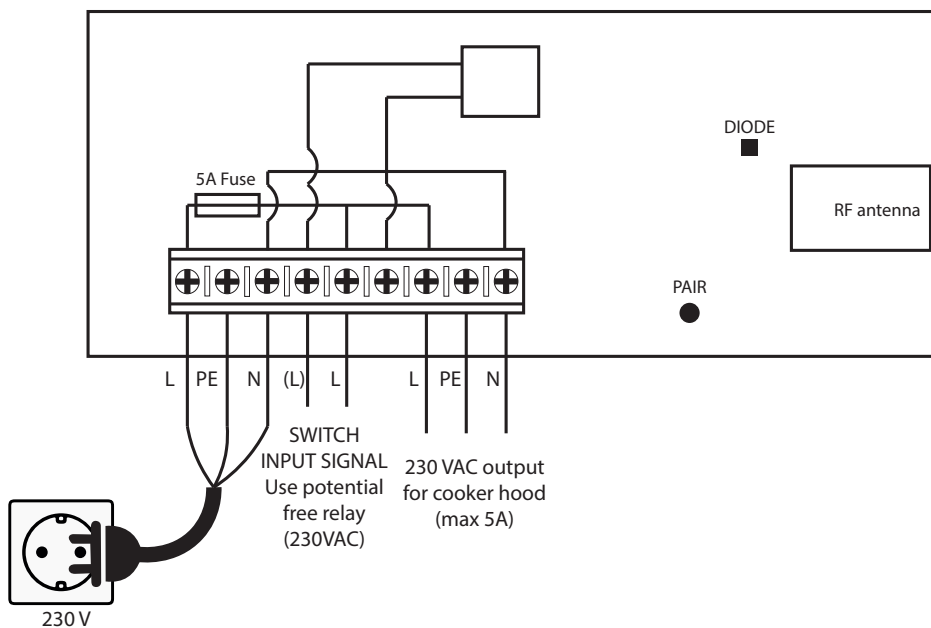 DIODE
5A Fuse
RF antenna
PAIR
L PE N (L) L L PE N
SWITCH
INPUT SIGNAL
Use potential
free relay
(230VAC)
230 VAC output
for cooker hood
(max 5A)
230 V